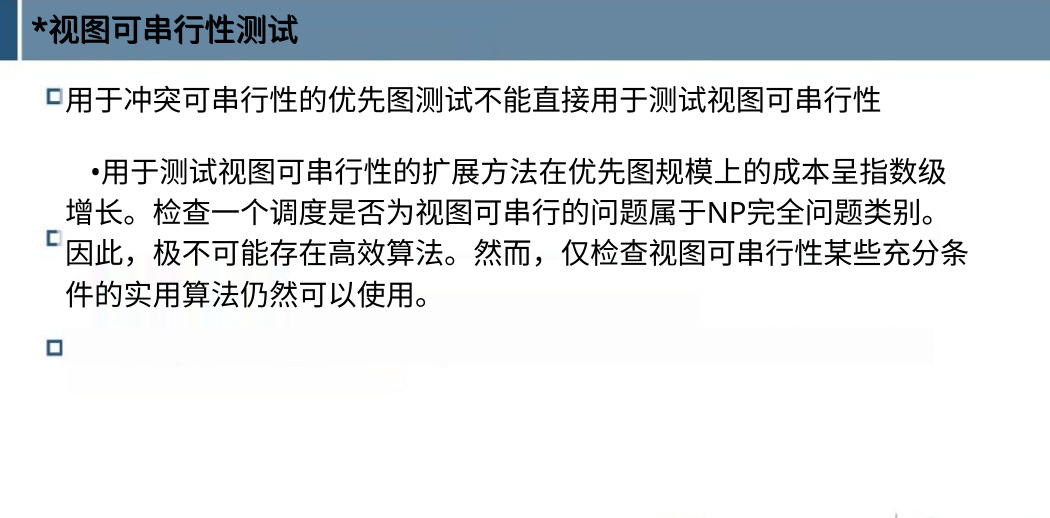 *视图可串行性测试
用于冲突可串行性的优先图测试不能直接用于测试视图可串行性
•用于测试视图可串行性的扩展方法在优先图规模上的成本呈指数级
增长。检查一个调度是否为视图可串行的问题属于NP完全问题类别。
因此，极不可能存在高效算法。然而，仅检查视图可串行性某些充分条
件的实用算法仍然可以使用。